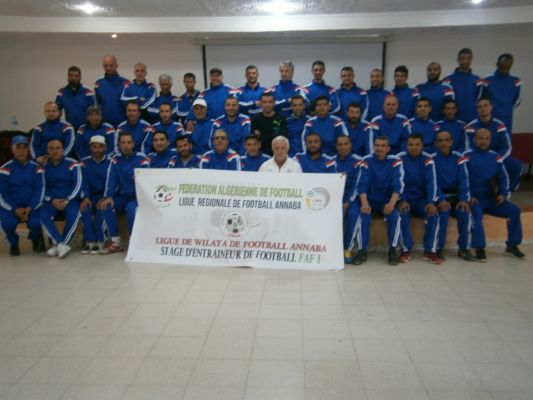 FEDERATION ALGERIENNE DE FOOTBALL
LIGUE REGIONALE DE FOOTBALL ANNABA
LIGUE DE WILAYA DE FOOTBALL ANNABA
STAGE D'ENTRAINEUR DE FOOTBALL FAF I